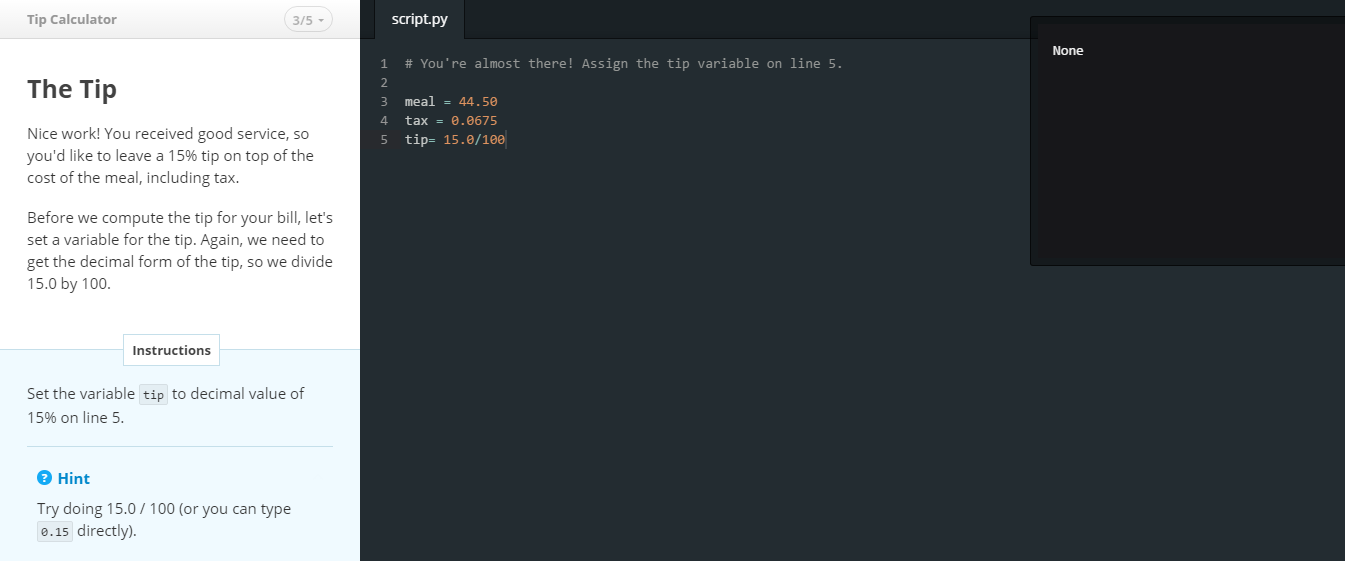 Tip Calculator
3/5
The Tip
Nice work! You received good service, so
you'd like to leave a 15% tip on top of the
cost of the meal, including tax.
Before we compute the tip for your bill, let's
set a variable for the tip. Again, we need to
get the decimal form of the tip, so we divide
15.0 by 100.
Instructions
Set the variable tip to decimal value of
15% on line 5.
? Hint
Try doing 15.0 / 100 (or you can type
0.15 directly).
script.py
1 # You're almost there! Assign the tip variable on line 5.
2
3 meal = 44.50
4 tax = 0.0675
5 tip= 15.0/100
None